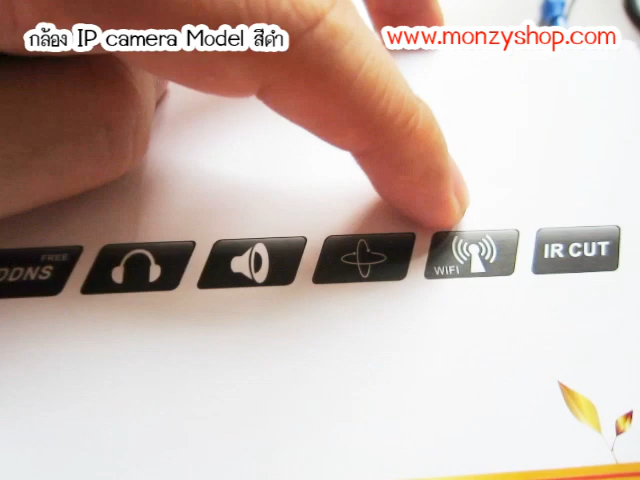 กล้อง IP camera Model สีดำ
www.monzyshop.com
FREE
DDNS
WIFI
IR CUT